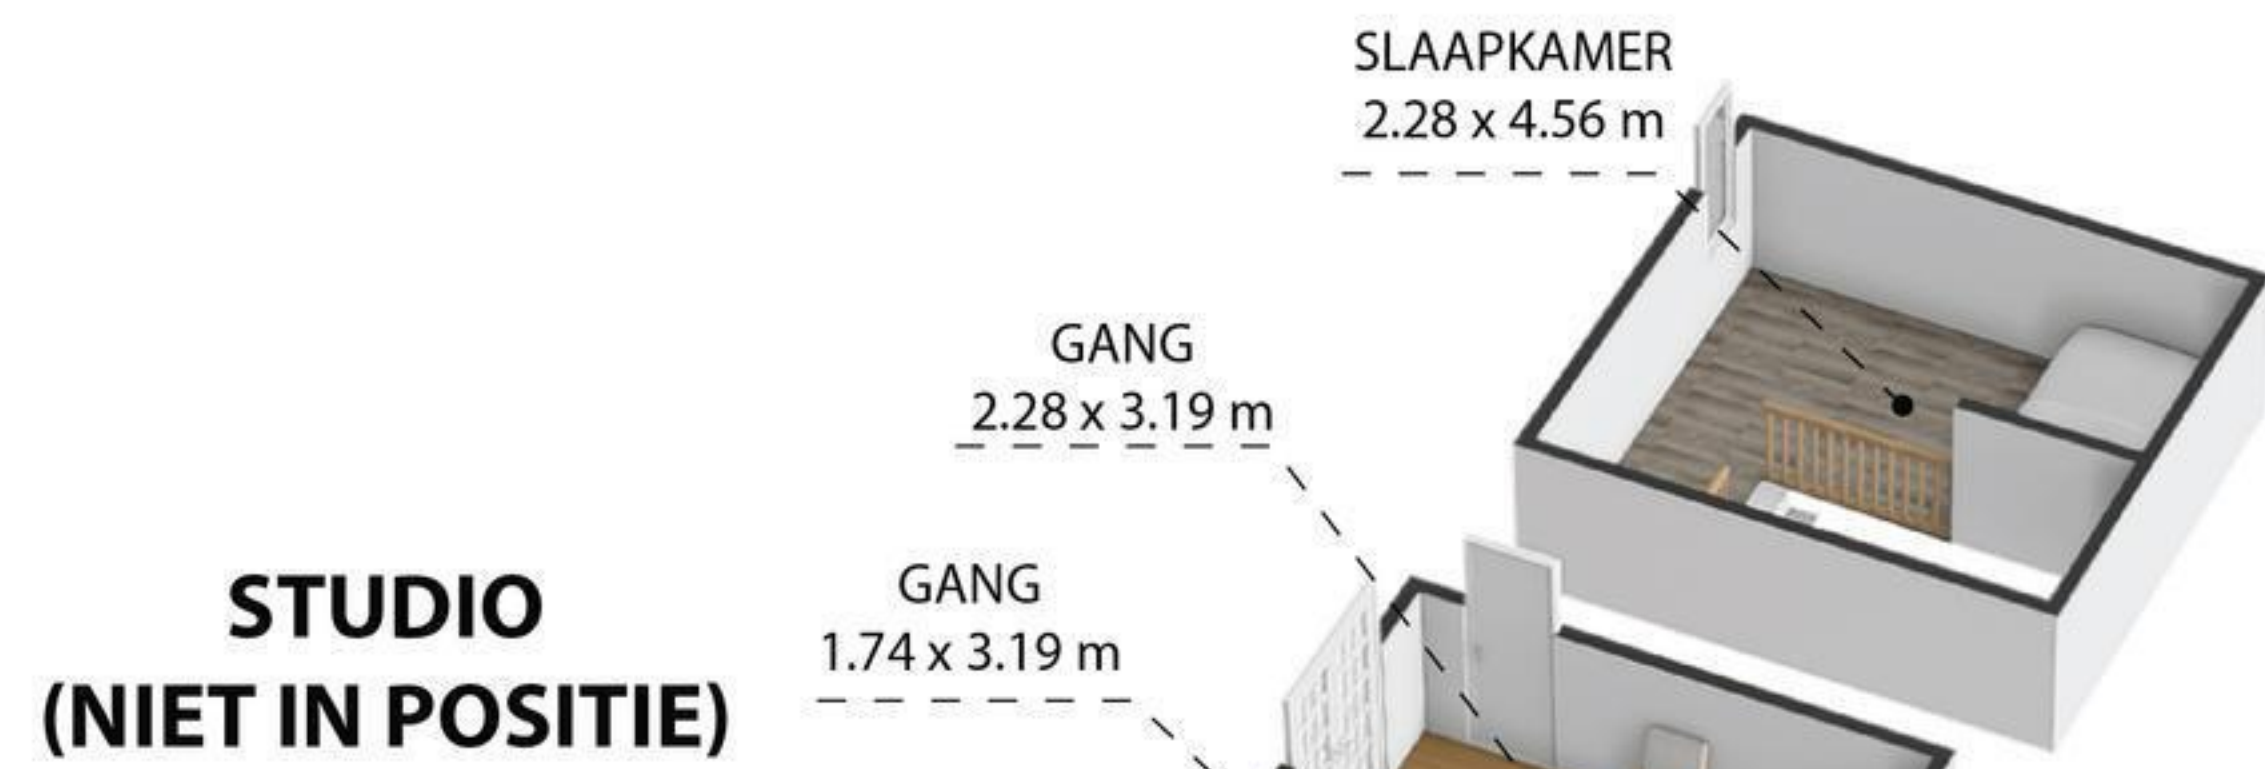 SLAAPKAMER
2.28 x 4.56 m
GANG
2.28 x 3.19 m
GANG
1.74 x 3.19 m
STUDIO
(NIET IN POSITIE)